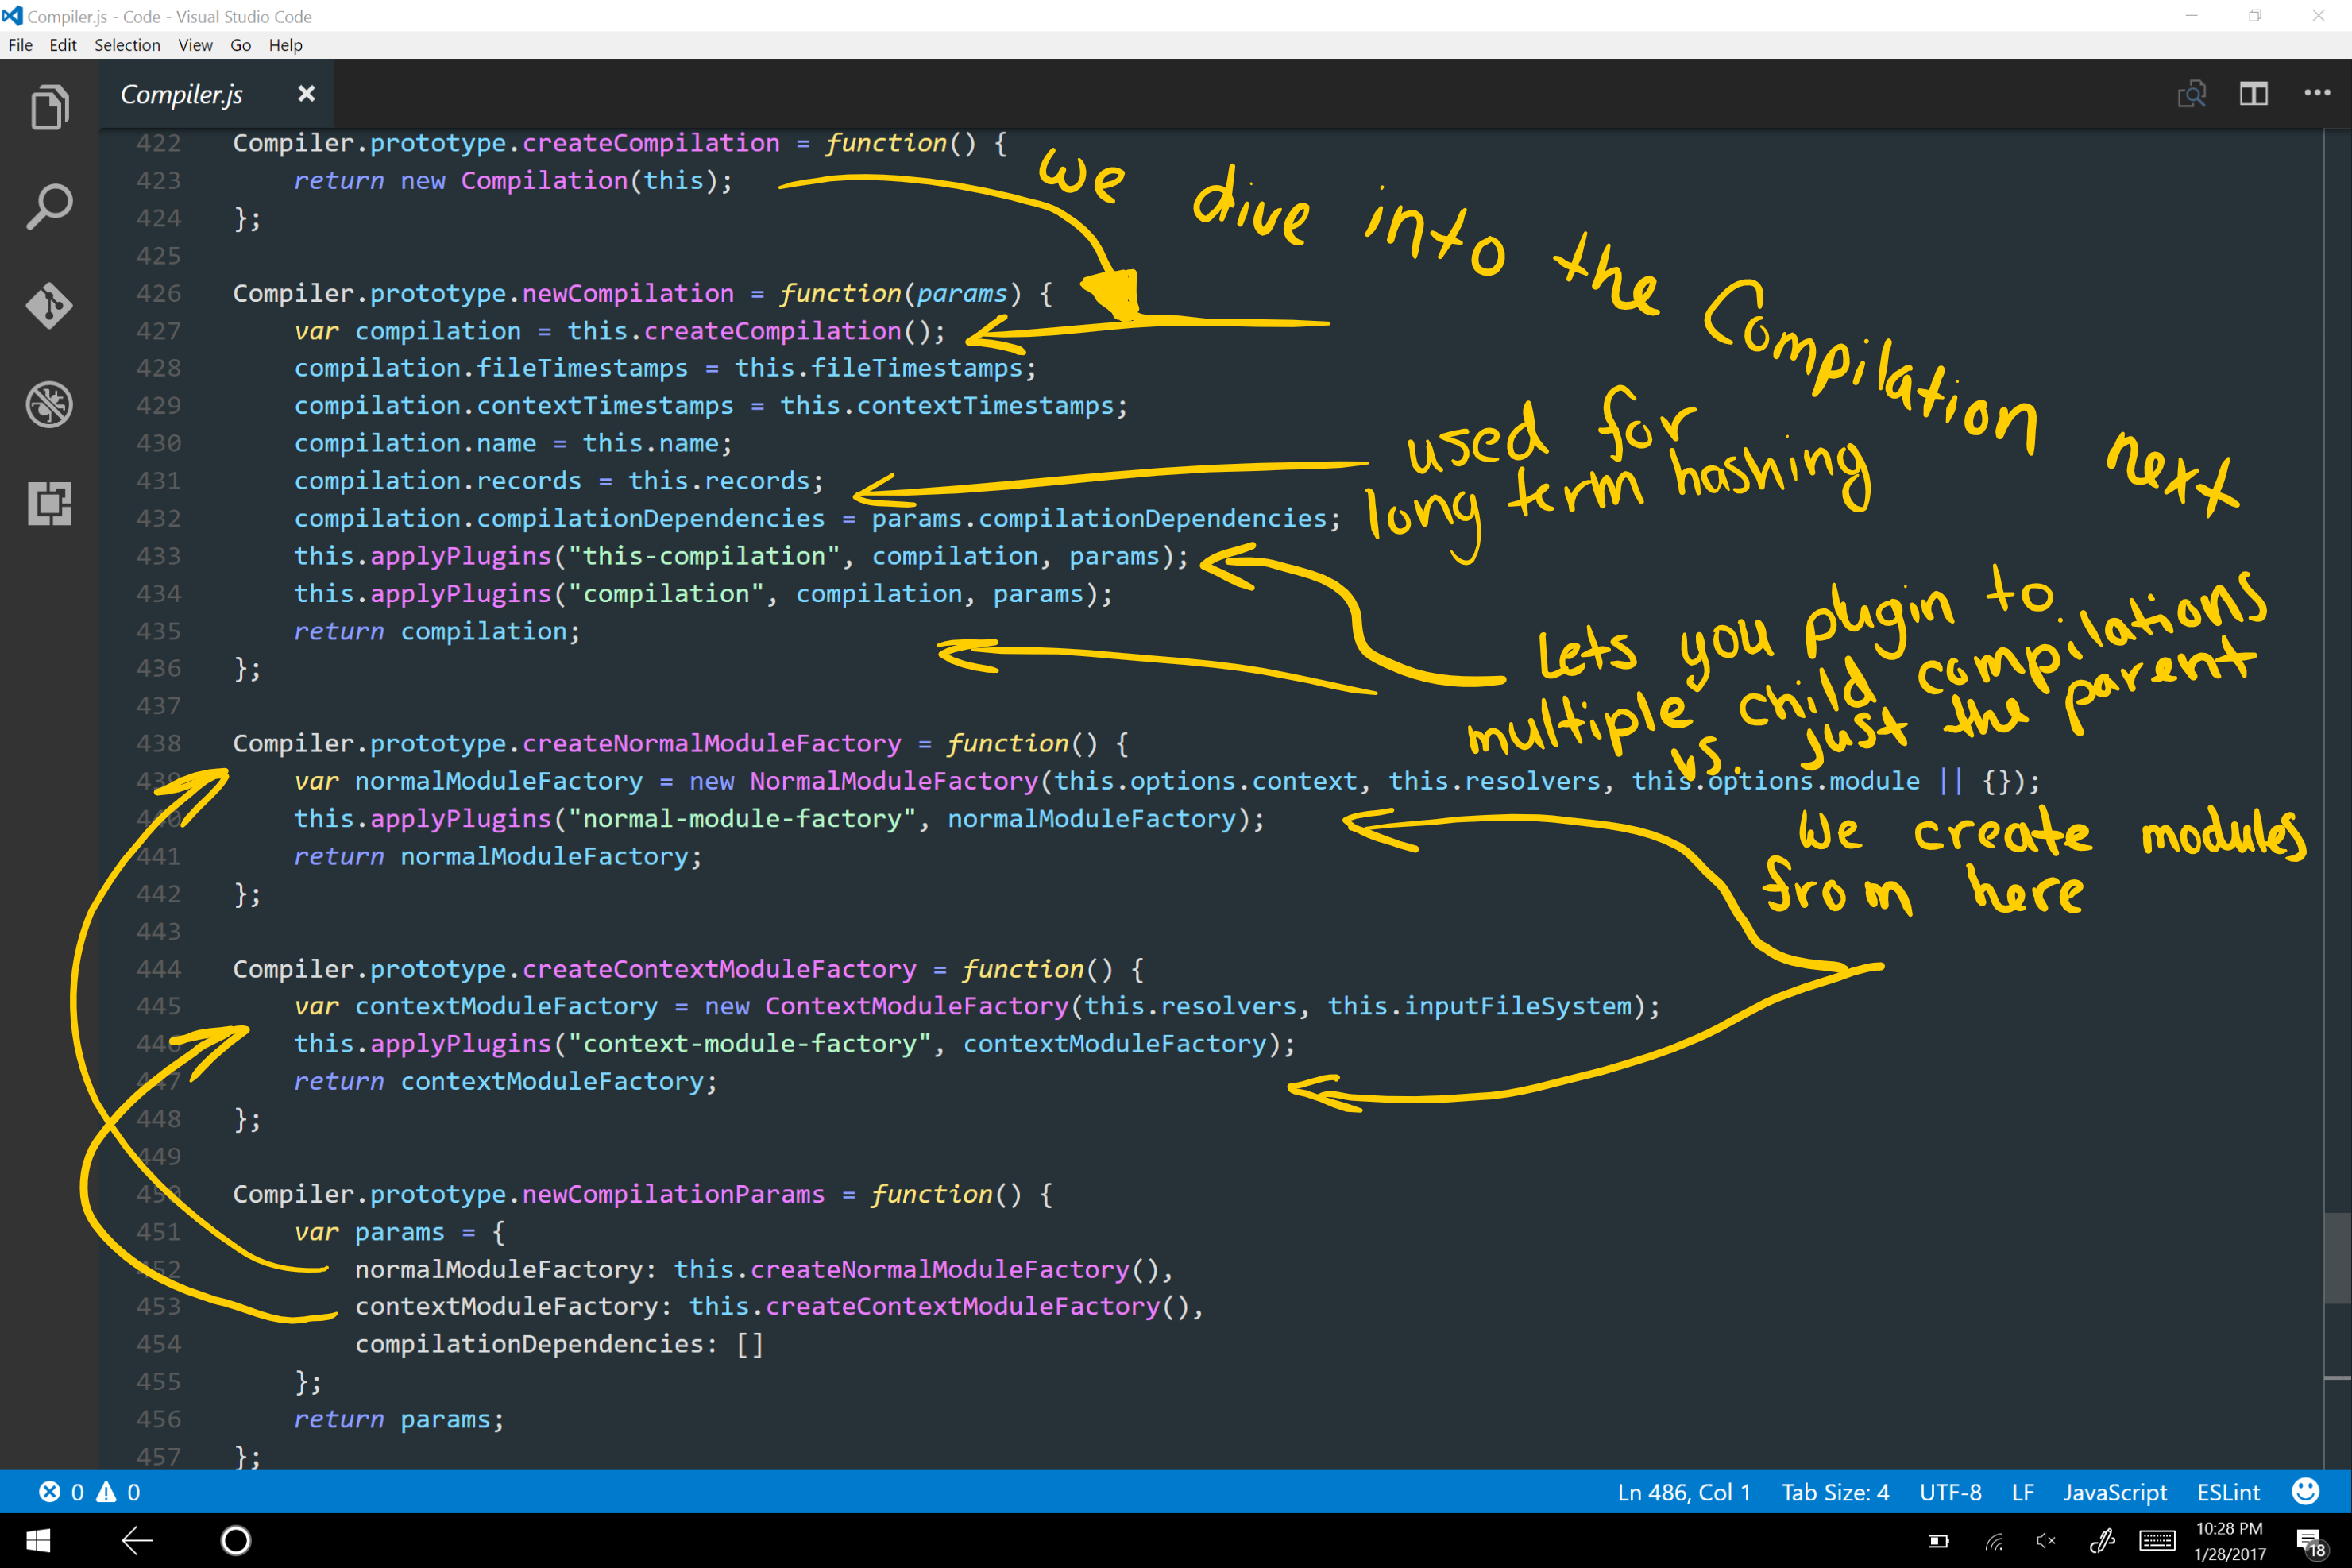 Compiler.js - Code - Visual Studio Code
File Edit Selection View Go Help
Compiler.js
422 Compiler.prototype.createCompilation = function() {
423 return new Compilation(this);
424 };
425
426 Compiler.prototype.newCompilation = function(params) {
427 var compilation = this.createCompilation();
428 compilation.fileTimestamps = this.fileTimestamps;
429 compilation.contextTimestamps = this.contextTimestamps;
430 compilation.name = this.name;
431 compilation.records = this.records;
432 compilation.compilationDependencies = params.compilationDependencies;
433 this.applyPlugins("this-compilation", compilation, params);
434 this.applyPlugins("compilation", compilation, params);
435 return compilation;
436 };
437
438 Compiler.prototype.createNormalModuleFactory = function() {
439 var normalModuleFactory = new NormalModuleFactory(this.options.context, this.resolvers, this.options.module || {});
440 this.applyPlugins("normal-module-factory", normalModuleFactory);
441 return normalModuleFactory;
442 };
443
444 Compiler.prototype.createContextModuleFactory = function() {
445 var contextModuleFactory = new ContextModuleFactory(this.resolvers, this.inputFileSystem);
446 this.applyPlugins("context-module-factory", contextModuleFactory);
447 return contextModuleFactory;
448 };
449
450 Compiler.prototype.newCompilationParams = function() {
451 var params = {
452 normalModuleFactory: this.createNormalModuleFactory(),
453 contextModuleFactory: this.createContextModuleFactory(),
454 compilationDependencies: []
455 };
456 return params;
457 };
we dive into the Compilation next
used for
long term hashing
Lets you plugin to
multiple child compilations
vs. just the parent
We create modules
from here
0 0 Ln 486, Col 1 Tab Size: 4 UTF-8 LF JavaScript ESLint
10:28 PM
1/28/2017
18